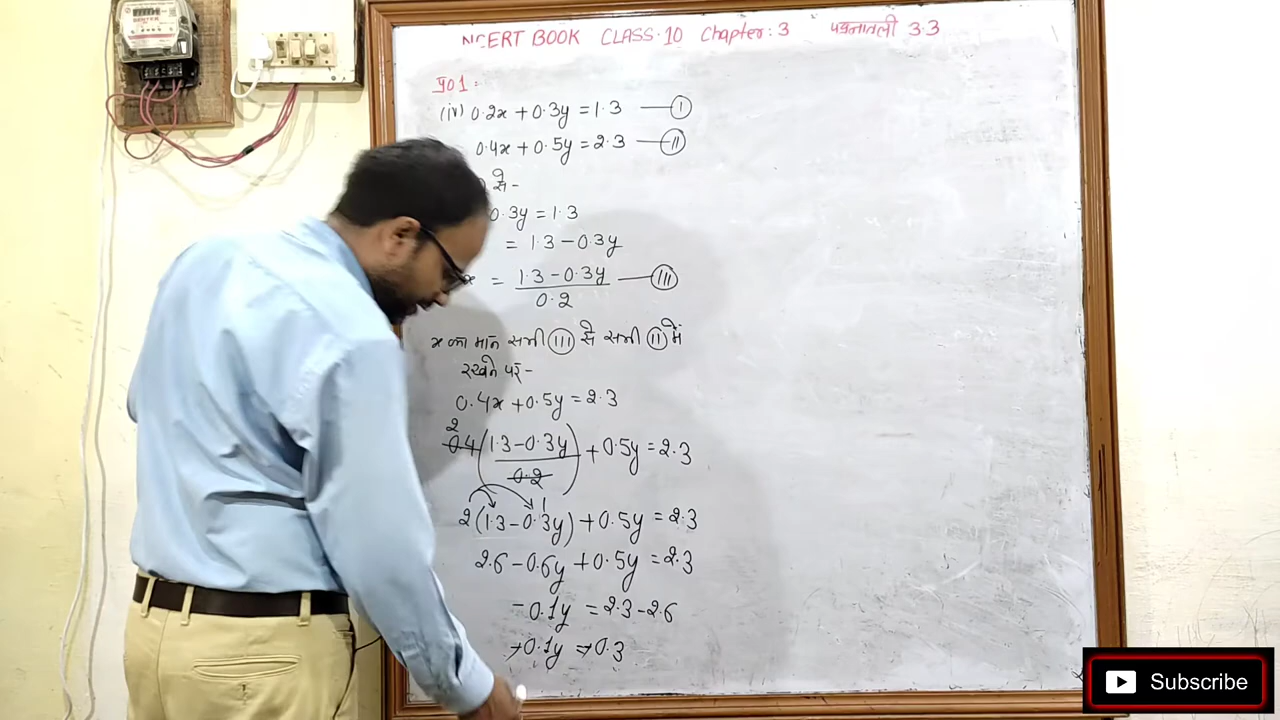 NCERT BOOK CLASS·10 Chapter:3 3.3
प्र01:
(iv) 0.2x + 0.3y = 1.3 — I
0.4x + 0.5y = 2.3 — II
से -
0.3y = 1.3
= 1.3 - 0.3y
x = (1.3 - 0.3y) / 0.2 — III
x का मान समी III से समी II में
रखने पर -
0.4x + 0.5y = 2.3
2
0.4((1.3 - 0.3y) / 0.2) + 0.5y = 2.3
2(1.3 - 0.3y) + 0.5y = 2.3
2.6 - 0.6y + 0.5y = 2.3
-0.1y = 2.3 - 2.6
-0.1y = -0.3
Subscribe